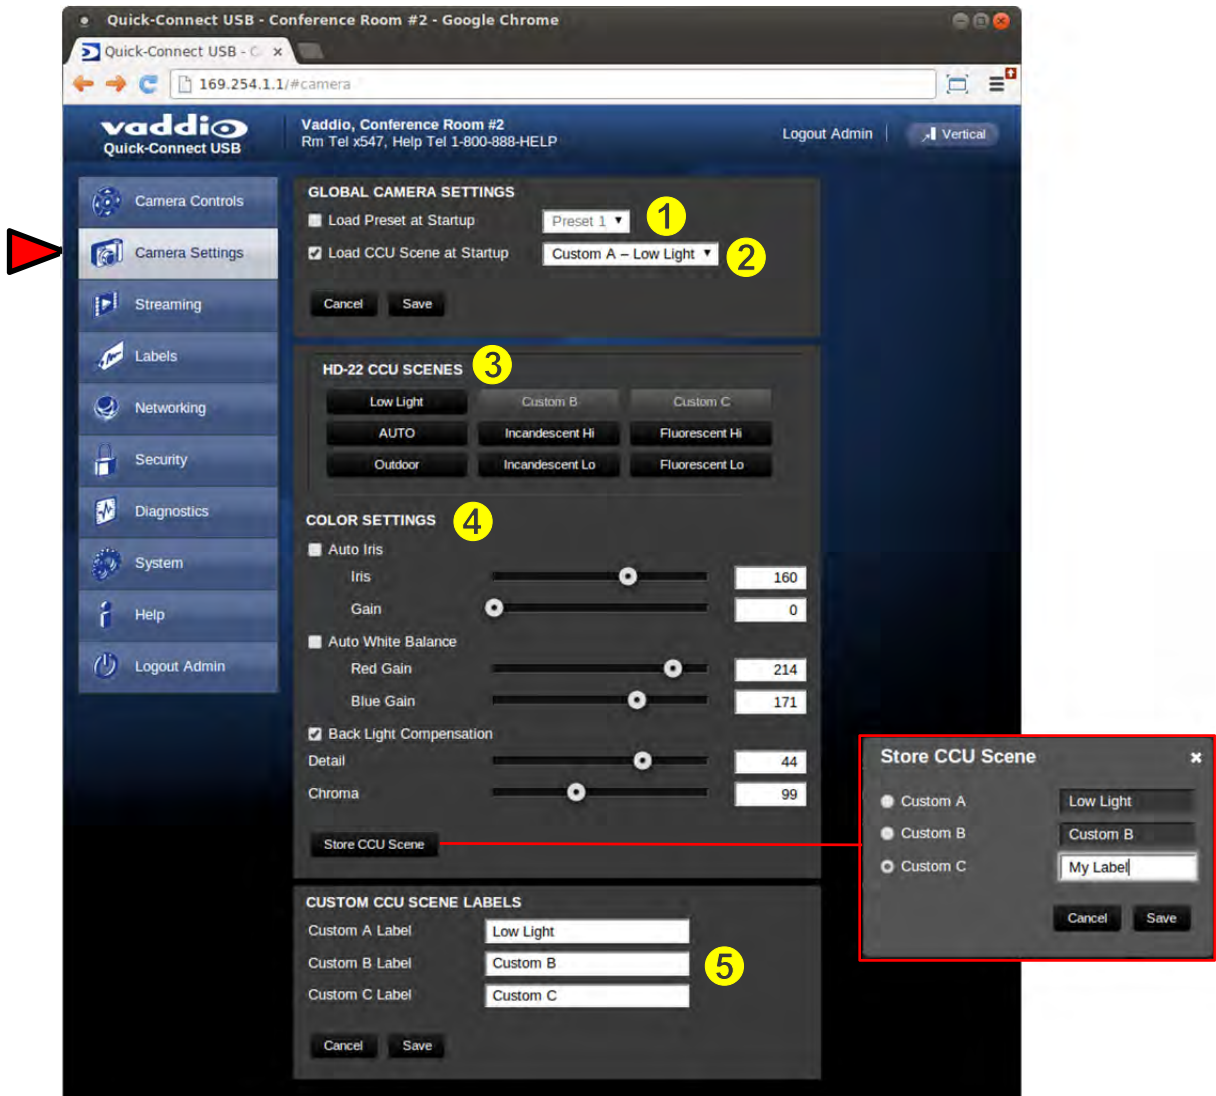 Quick-Connect USB - Conference Room #2 - Google Chrome
Quick-Connect USB - C
169.254.1.1/#camera
vaddio
Quick-Connect USB
Vaddio, Conference Room #2
Rm Tel x547, Help Tel 1-800-888-HELP
Logout Admin
Vertical
Camera Controls
Camera Settings
Streaming
Labels
Networking
Security
Diagnostics
System
Help
Logout Admin
GLOBAL CAMERA SETTINGS
Load Preset at Startup Preset 1 1
Load CCU Scene at Startup Custom A – Low Light 2
Cancel Save
HD-22 CCU SCENES 3
Low Light Custom B Custom C
AUTO Incandescent Hi Fluorescent Hi
Outdoor Incandescent Lo Fluorescent Lo
COLOR SETTINGS 4
Auto Iris
Iris 160
Gain 0
Auto White Balance
Red Gain 214
Blue Gain 171
Back Light Compensation
Detail 44
Chroma 99
Store CCU Scene
Store CCU Scene
Custom A Low Light
Custom B Custom B
Custom C My Label
Cancel Save
CUSTOM CCU SCENE LABELS
Custom A Label Low Light
Custom B Label Custom B 5
Custom C Label Custom C
Cancel Save